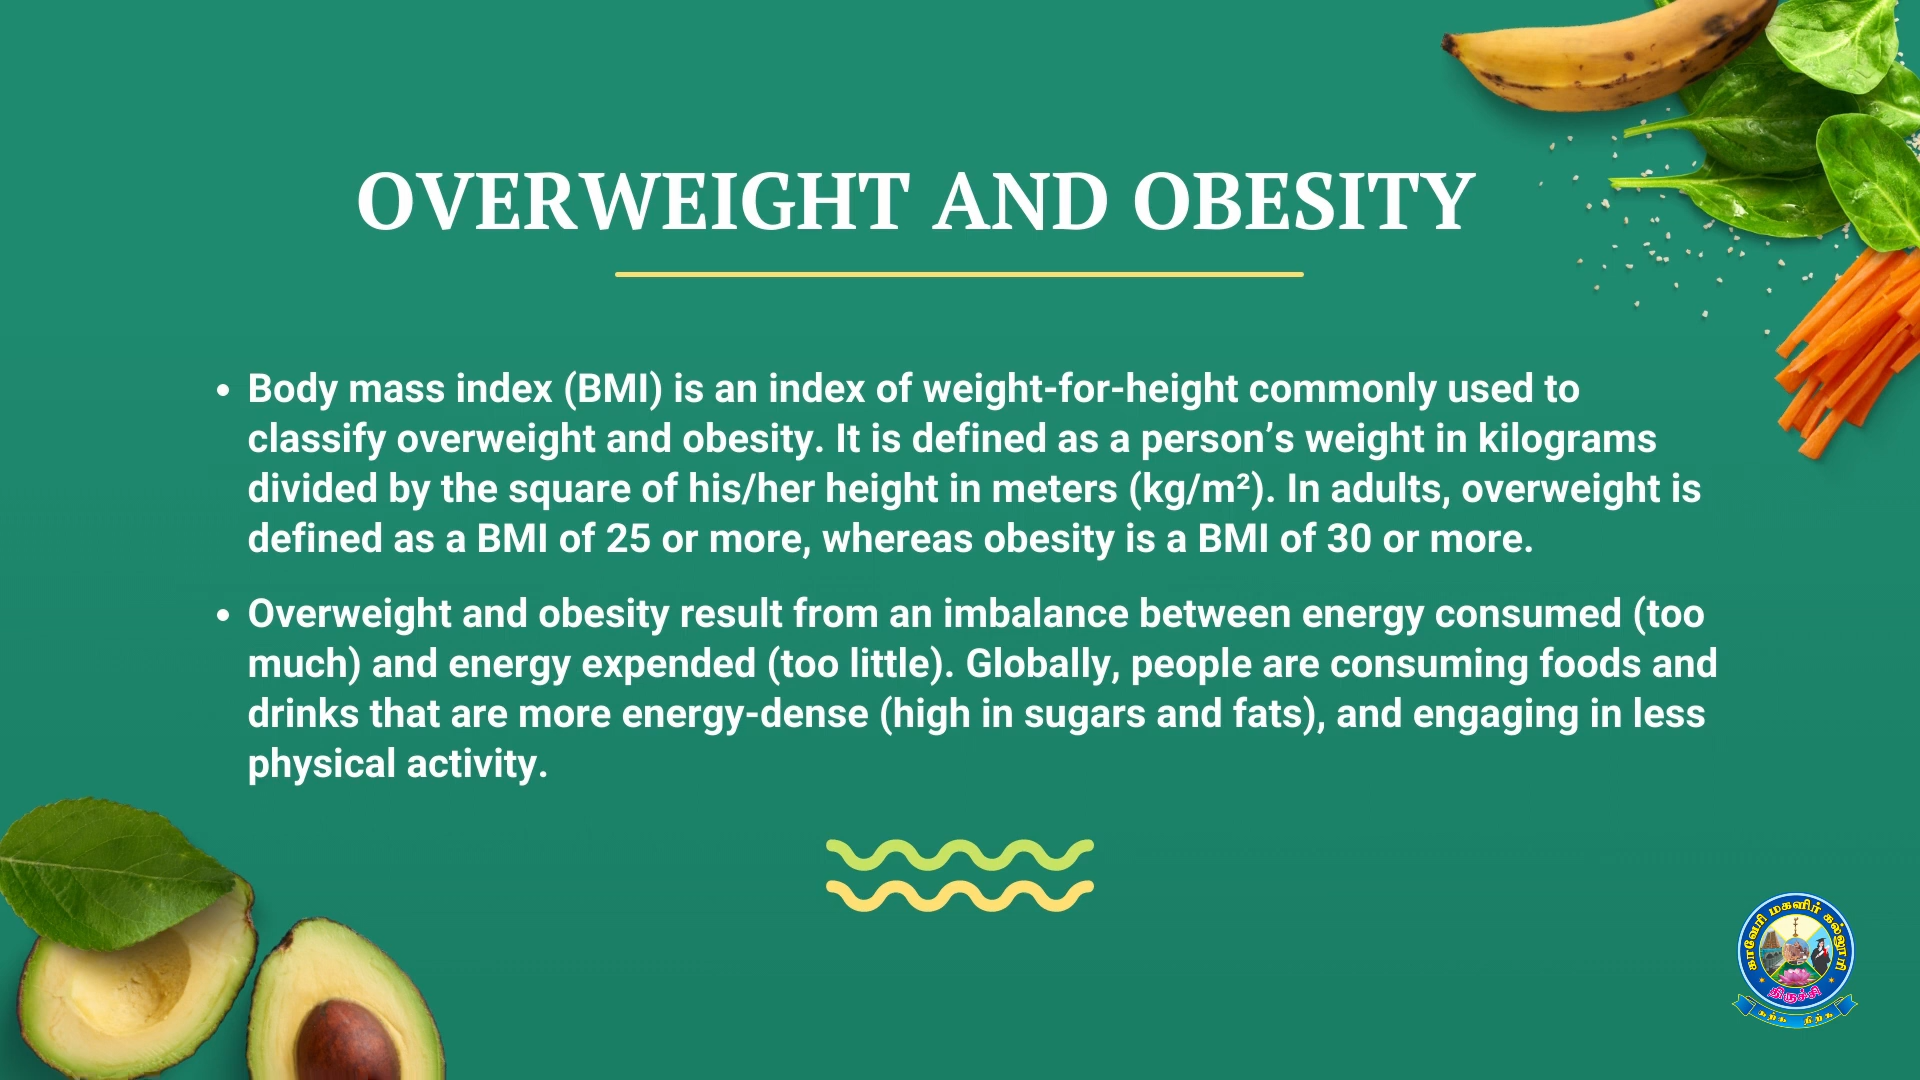 OVERWEIGHT AND OBESITY
• Body mass index (BMI) is an index of weight-for-height commonly used to
classify overweight and obesity. It is defined as a person’s weight in kilograms
divided by the square of his/her height in meters (kg/m²). In adults, overweight is
defined as a BMI of 25 or more, whereas obesity is a BMI of 30 or more.
• Overweight and obesity result from an imbalance between energy consumed (too
much) and energy expended (too little). Globally, people are consuming foods and
drinks that are more energy-dense (high in sugars and fats), and engaging in less
physical activity.
காவேரி மகளிர் கல்லூரி
திருச்சி
கற்க நிற்க